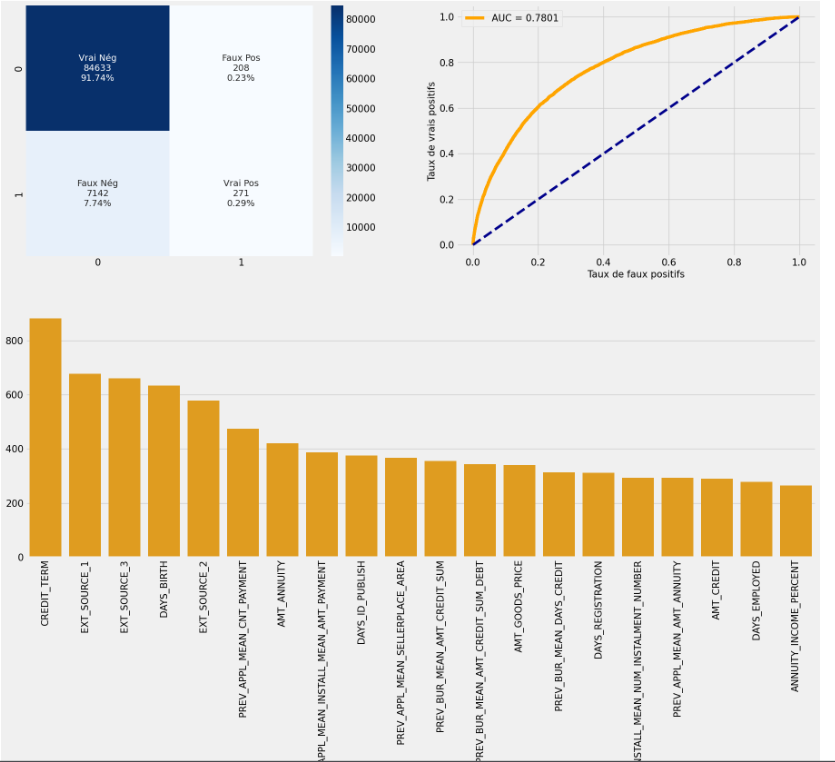 Vrai Nég
84633
91.74%
Faux Pos
208
0.23%
Faux Nég
7142
7.74%
Vrai Pos
271
0.29%
0
1
0
1
80000
70000
60000
50000
40000
30000
20000
10000
AUC = 0.7801
Taux de vrais positifs
1.0
0.8
0.6
0.4
0.2
0.0
0.0
0.2
0.4
0.6
0.8
1.0
Taux de faux positifs
800
600
400
200
0
CREDIT_TERM
EXT_SOURCE_1
EXT_SOURCE_3
DAYS_BIRTH
EXT_SOURCE_2
PREV_APPL_MEAN_CNT_PAYMENT
AMT_ANNUITY
APPL_MEAN_INSTALL_MEAN_AMT_PAYMENT
DAYS_ID_PUBLISH
PREV_APPL_MEAN_SELLERPLACE_AREA
PREV_BUR_MEAN_AMT_CREDIT_SUM
PREV_BUR_MEAN_AMT_CREDIT_SUM_DEBT
AMT_GOODS_PRICE
PREV_BUR_MEAN_DAYS_CREDIT
DAYS_REGISTRATION
NSTALL_MEAN_NUM_INSTALMENT_NUMBER
PREV_APPL_MEAN_AMT_ANNUITY
AMT_CREDIT
DAYS_EMPLOYED
ANNUITY_INCOME_PERCENT